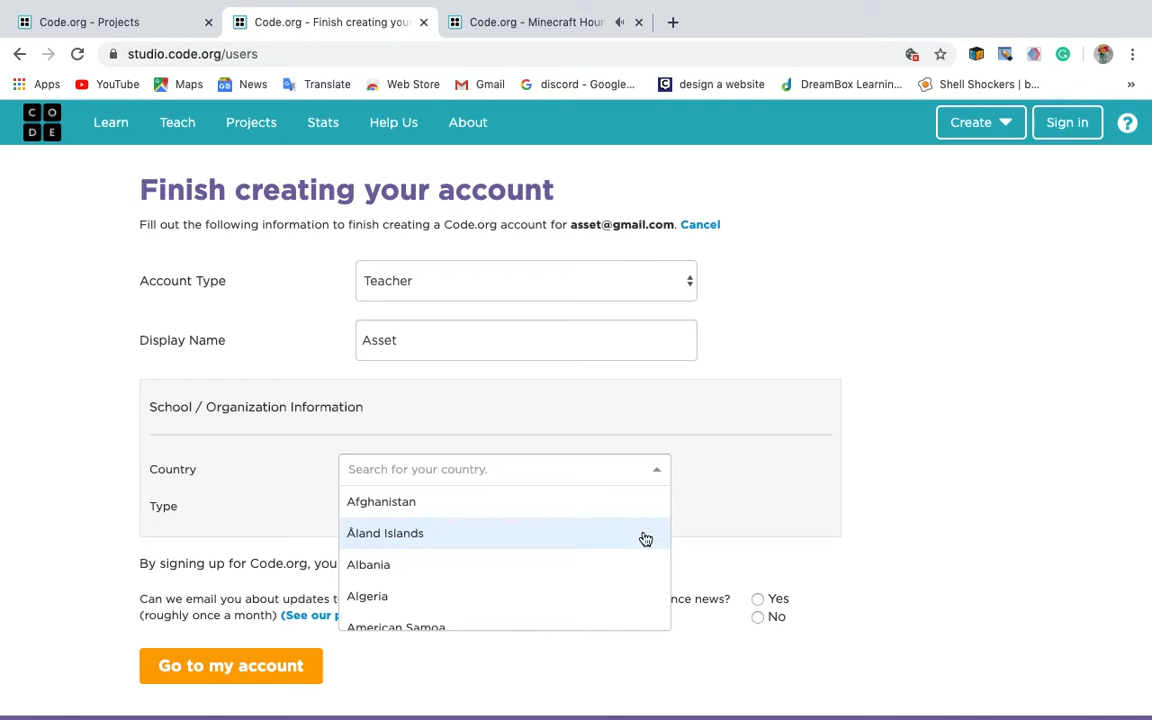 Code.org - Projects
Code.org - Finish creating you
Code.org - Minecraft Hour
studio.code.org/users
Apps YouTube Maps News Translate Web Store Gmail discord - Google... design a website DreamBox Learnin... Shell Shockers | b... »
CODE
Learn Teach Projects Stats Help Us About Create Sign in ?
Finish creating your account
Fill out the following information to finish creating a Code.org account for asset@gmail.com. Cancel
Account Type Teacher
Display Name Asset
School / Organization Information
Country Search for your country.
Afghanistan
Type
Åland Islands
By signing up for Code.org, you
Albania
Can we email you about updates t
Algeria
nce news? Yes
(roughly once a month) (See our p
No
American Samoa
Go to my account